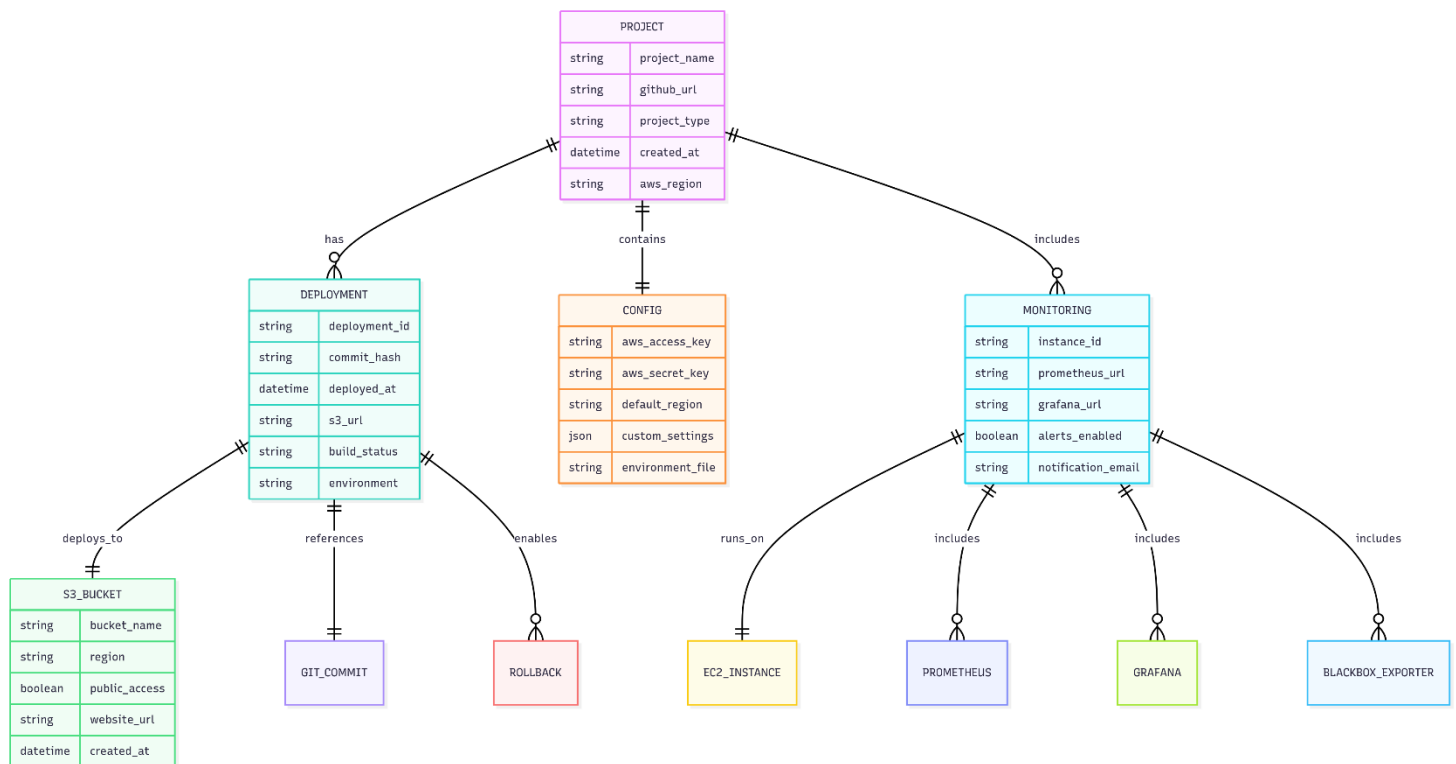 PROJECT
string project_name
string github_url
string project_type
datetime created_at
string aws_region
has
contains
includes
DEPLOYMENT
string deployment_id
string commit_hash
datetime deployed_at
string s3_url
string build_status
string environment
CONFIG
string aws_access_key
string aws_secret_key
string default_region
json custom_settings
string environment_file
MONITORING
string instance_id
string prometheus_url
string grafana_url
boolean alerts_enabled
string notification_email
deploys_to
references
enables
runs_on
includes
includes
includes
S3_BUCKET
string bucket_name
string region
boolean public_access
string website_url
datetime created_at
GIT_COMMIT
ROLLBACK
EC2_INSTANCE
PROMETHEUS
GRAFANA
BLACKBOX_EXPORTER